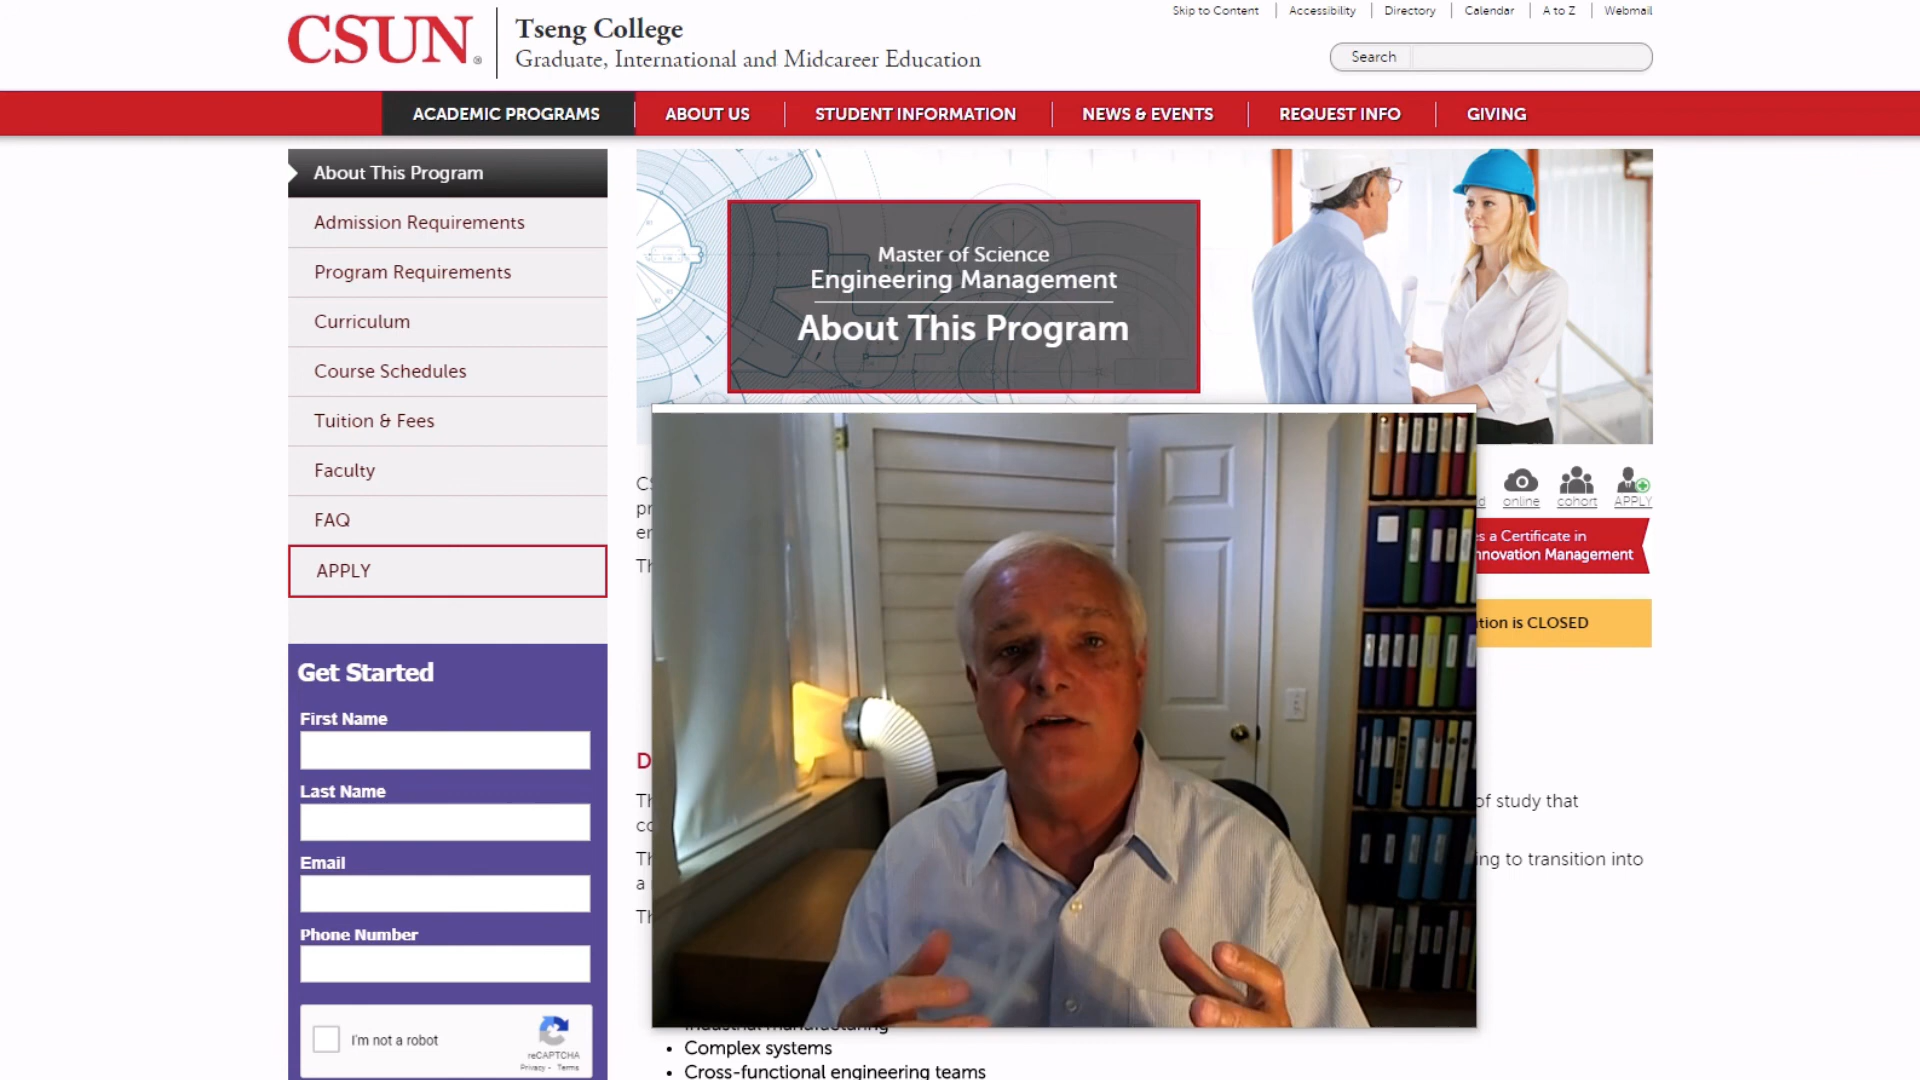 CSUN®
Tseng College
Graduate, International and Midcareer Education
Skip to Content
Accessibility
Directory
Calendar
A to Z
Webmail
Search
ACADEMIC PROGRAMS
ABOUT US
STUDENT INFORMATION
NEWS & EVENTS
REQUEST INFO
GIVING
About This Program
Admission Requirements
Program Requirements
Curriculum
Course Schedules
Tuition & Fees
Faculty
FAQ
APPLY
Get Started
First Name
Last Name
Email
Phone Number
I'm not a robot
reCAPTCHA
Privacy - Terms
Master of Science
Engineering Management
About This Program
online
cohort
APPLY
a Certificate in
Management
is CLOSED
of study that
to transition into
a
Industrial manufacturing
• Complex systems
• Cross-functional engineering teams